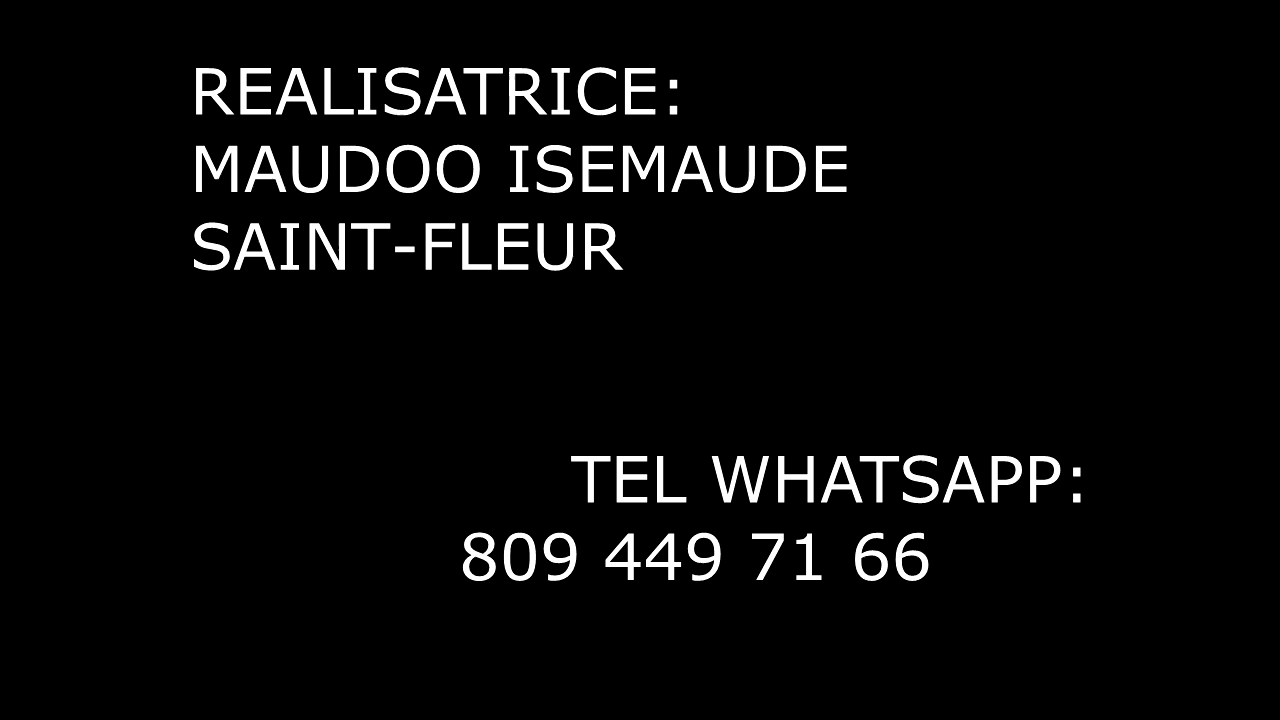 REALISATRICE:
MAUDOO ISEMAUDE
SAINT-FLEUR
TEL WHATSAPP:
809 449 71 66